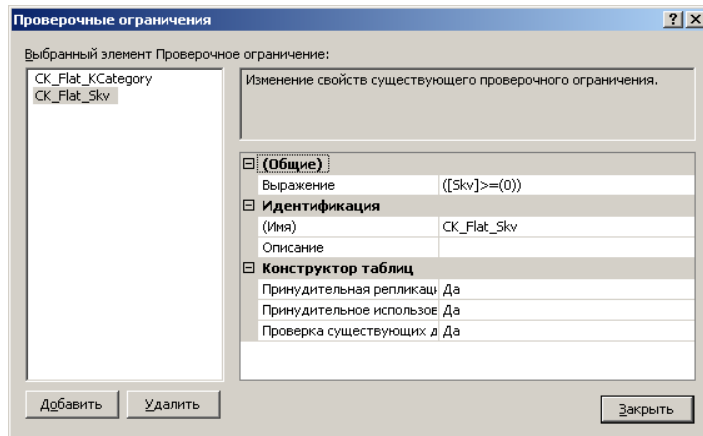 Проверочные ограничения
Выбранный элемент Проверочное ограничение:
CK_Flat_KCategory
CK_Flat_Skv
Изменение свойств существующего проверочного ограничения.
(Общие)
Выражение ([Skv]>=(0))
Идентификация
(Имя) CK_Flat_Skv
Описание
Конструктор таблиц
Принудительная репликац Да
Принудительное использов Да
Проверка существующих д Да
Добавить Удалить
Закрыть